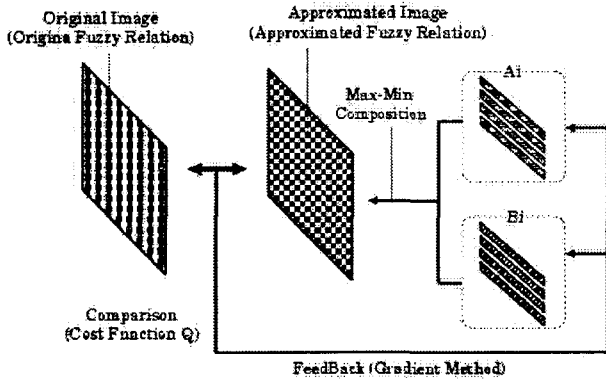 Original Image
(Origina Fuzzy Relation)
Approximated Image
(Approximated Fuzzy Relation)
Max-Min
Composition
Ai
Bi
Comparison
(Cost Function Q)
FeedBack (Gradient Method)